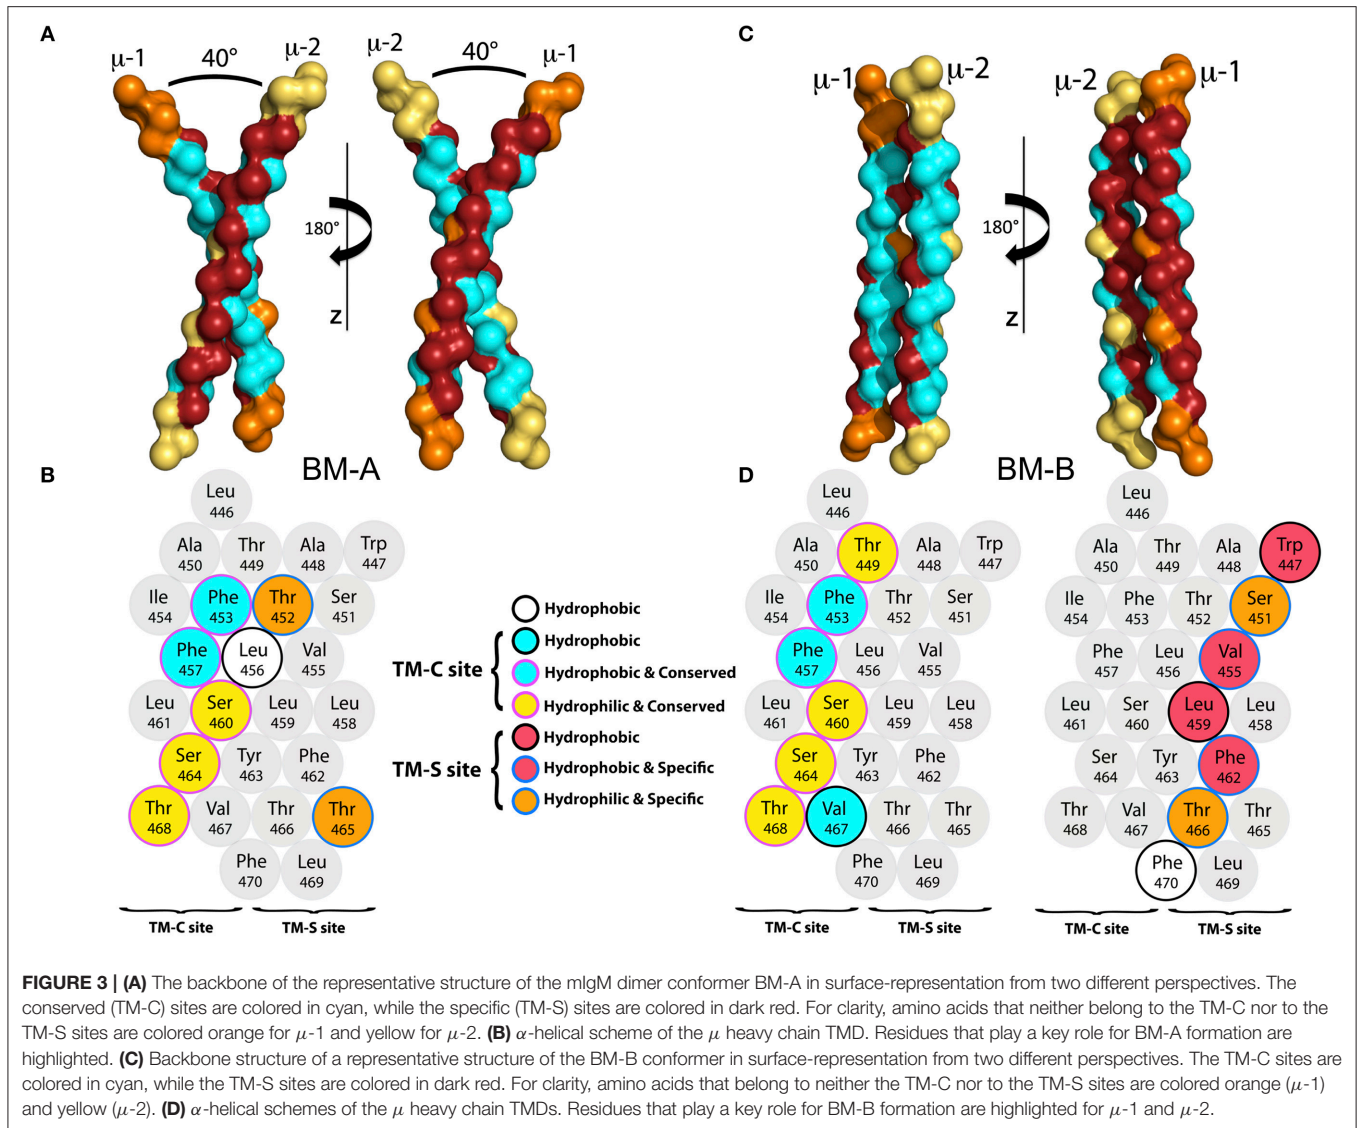 A
μ-1
40°
μ-2
μ-2
40°
μ-1
180°
z
C
μ-1
μ-2
μ-2
μ-1
180°
z
BM-A
BM-B
B
Leu 446
Ala 450 Thr 449 Ala 448 Trp 447
Ile 454 Phe 453 Thr 452 Ser 451
Phe 457 Leu 456 Val 455
Leu 461 Ser 460 Leu 459 Leu 458
Ser 464 Tyr 463 Phe 462
Thr 468 Val 467 Thr 466 Thr 465
Phe 470 Leu 469
TM-C site TM-S site
Hydrophobic
TM-C site
Hydrophobic
Hydrophobic & Conserved
Hydrophilic & Conserved
TM-S site
Hydrophobic
Hydrophobic & Specific
Hydrophilic & Specific
D
Leu 446
Ala 450 Thr 449 Ala 448 Trp 447
Ile 454 Phe 453 Thr 452 Ser 451
Phe 457 Leu 456 Val 455
Leu 461 Ser 460 Leu 459 Leu 458
Ser 464 Tyr 463 Phe 462
Thr 468 Val 467 Thr 466 Thr 465
Phe 470 Leu 469
TM-C site TM-S site
Leu 446
Ala 450 Thr 449 Ala 448 Trp 447
Ile 454 Phe 453 Thr 452 Ser 451
Phe 457 Leu 456 Val 455
Leu 461 Ser 460 Leu 459 Leu 458
Ser 464 Tyr 463 Phe 462
Thr 468 Val 467 Thr 466 Thr 465
Phe 470 Leu 469
TM-C site TM-S site
FIGURE 3 | (A) The backbone of the representative structure of the mIgM dimer conformer BM-A in surface-representation from two different perspectives. The
conserved (TM-C) sites are colored in cyan, while the specific (TM-S) sites are colored in dark red. For clarity, amino acids that neither belong to the TM-C nor to the
TM-S sites are colored orange for μ-1 and yellow for μ-2. (B) α-helical scheme of the μ heavy chain TMD. Residues that play a key role for BM-A formation are
highlighted. (C) Backbone structure of a representative structure of the BM-B conformer in surface-representation from two different perspectives. The TM-C sites are
colored in cyan, while the TM-S sites are colored in dark red. For clarity, amino acids that belong to neither the TM-C nor to the TM-S sites are colored orange (μ-1)
and yellow (μ-2). (D) α-helical schemes of the μ heavy chain TMDs. Residues that play a key role for BM-B formation are highlighted for μ-1 and μ-2.